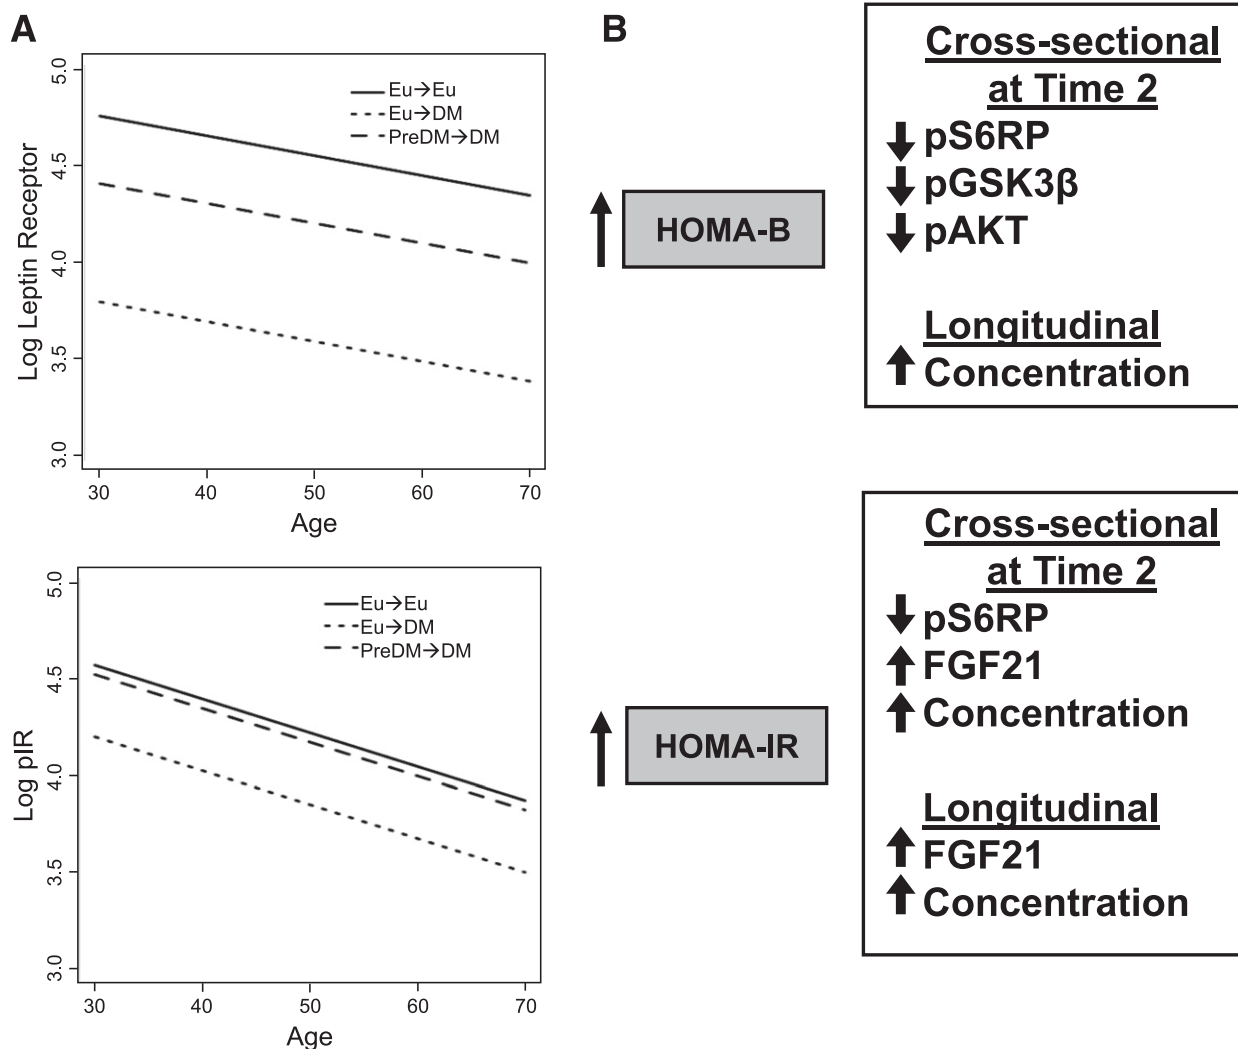 A
5.0
4.5
4.0
3.5
3.0
Log Leptin Receptor
Eu→Eu
Eu→DM
PreDM→DM
30 40 50 60 70
Age
5.0
4.5
4.0
3.5
3.0
Log pIR
Eu→Eu
Eu→DM
PreDM→DM
30 40 50 60 70
Age
B
↑ HOMA-B
Cross-sectional
at Time 2
↓ pS6RP
↓ pGSK3β
↓ pAKT
Longitudinal
↑ Concentration
↑ HOMA-IR
Cross-sectional
at Time 2
↓ pS6RP
↑ FGF21
↑ Concentration
Longitudinal
↑ FGF21
↑ Concentration